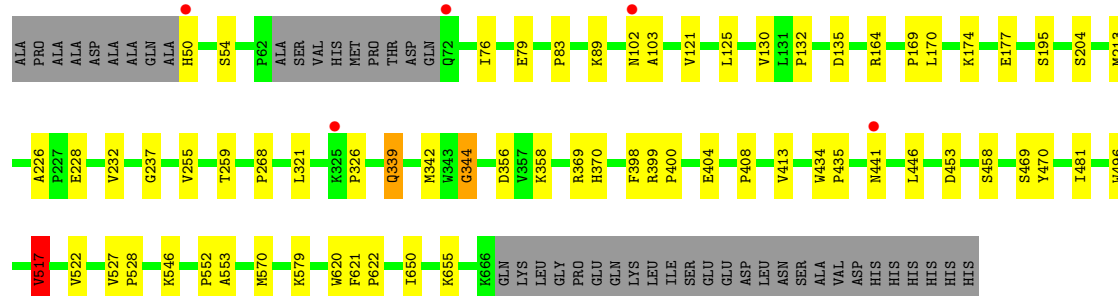 ALA PRO ALA ALA ASP ALA ALA GLN ALA H50 S54 P62 ALA SER VAL HIS MET PRO THR ASP GLN Q72 I76 E79 P83 K89 N102 A103 V121 L125 V130 L131 P132 D135 R164 P169 L170 K174 E177 S195 S204 M213
A226 P227 E228 V232 G237 V255 T259 P268 L321 K325 P326 Q339 M342 W343 G344 D356 V357 K358 R369 H370 F398 R399 P400 E404 P408 V413 W434 P435 N441 L446 D453 S458 S469 Y470 I481 W486
V517 V522 V527 P528 K546 P552 A553 M570 K579 W620 F621 P622 I650 K655 K666 GLN LYS LEU GLY PRO GLU GLN LYS LEU ILE SER GLU GLU ASP LEU ASN SER ALA VAL ASP HIS HIS HIS HIS HIS HIS